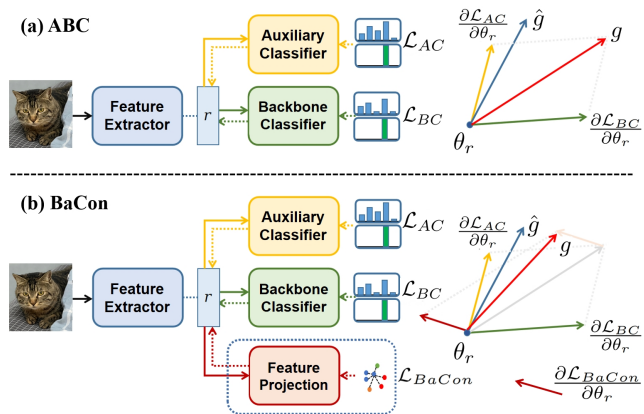 (a) ABC
Feature Extractor
r
Auxiliary Classifier
ℒ_AC
Backbone Classifier
ℒ_BC
∂ℒ_AC/∂θ_r
ĝ
g
θ_r
∂ℒ_BC/∂θ_r
(b) BaCon
Feature Extractor
r
Auxiliary Classifier
ℒ_AC
Backbone Classifier
ℒ_BC
Feature Projection
ℒ_BaCon
∂ℒ_AC/∂θ_r
ĝ
g
θ_r
∂ℒ_BC/∂θ_r
∂ℒ_BaCon/∂θ_r